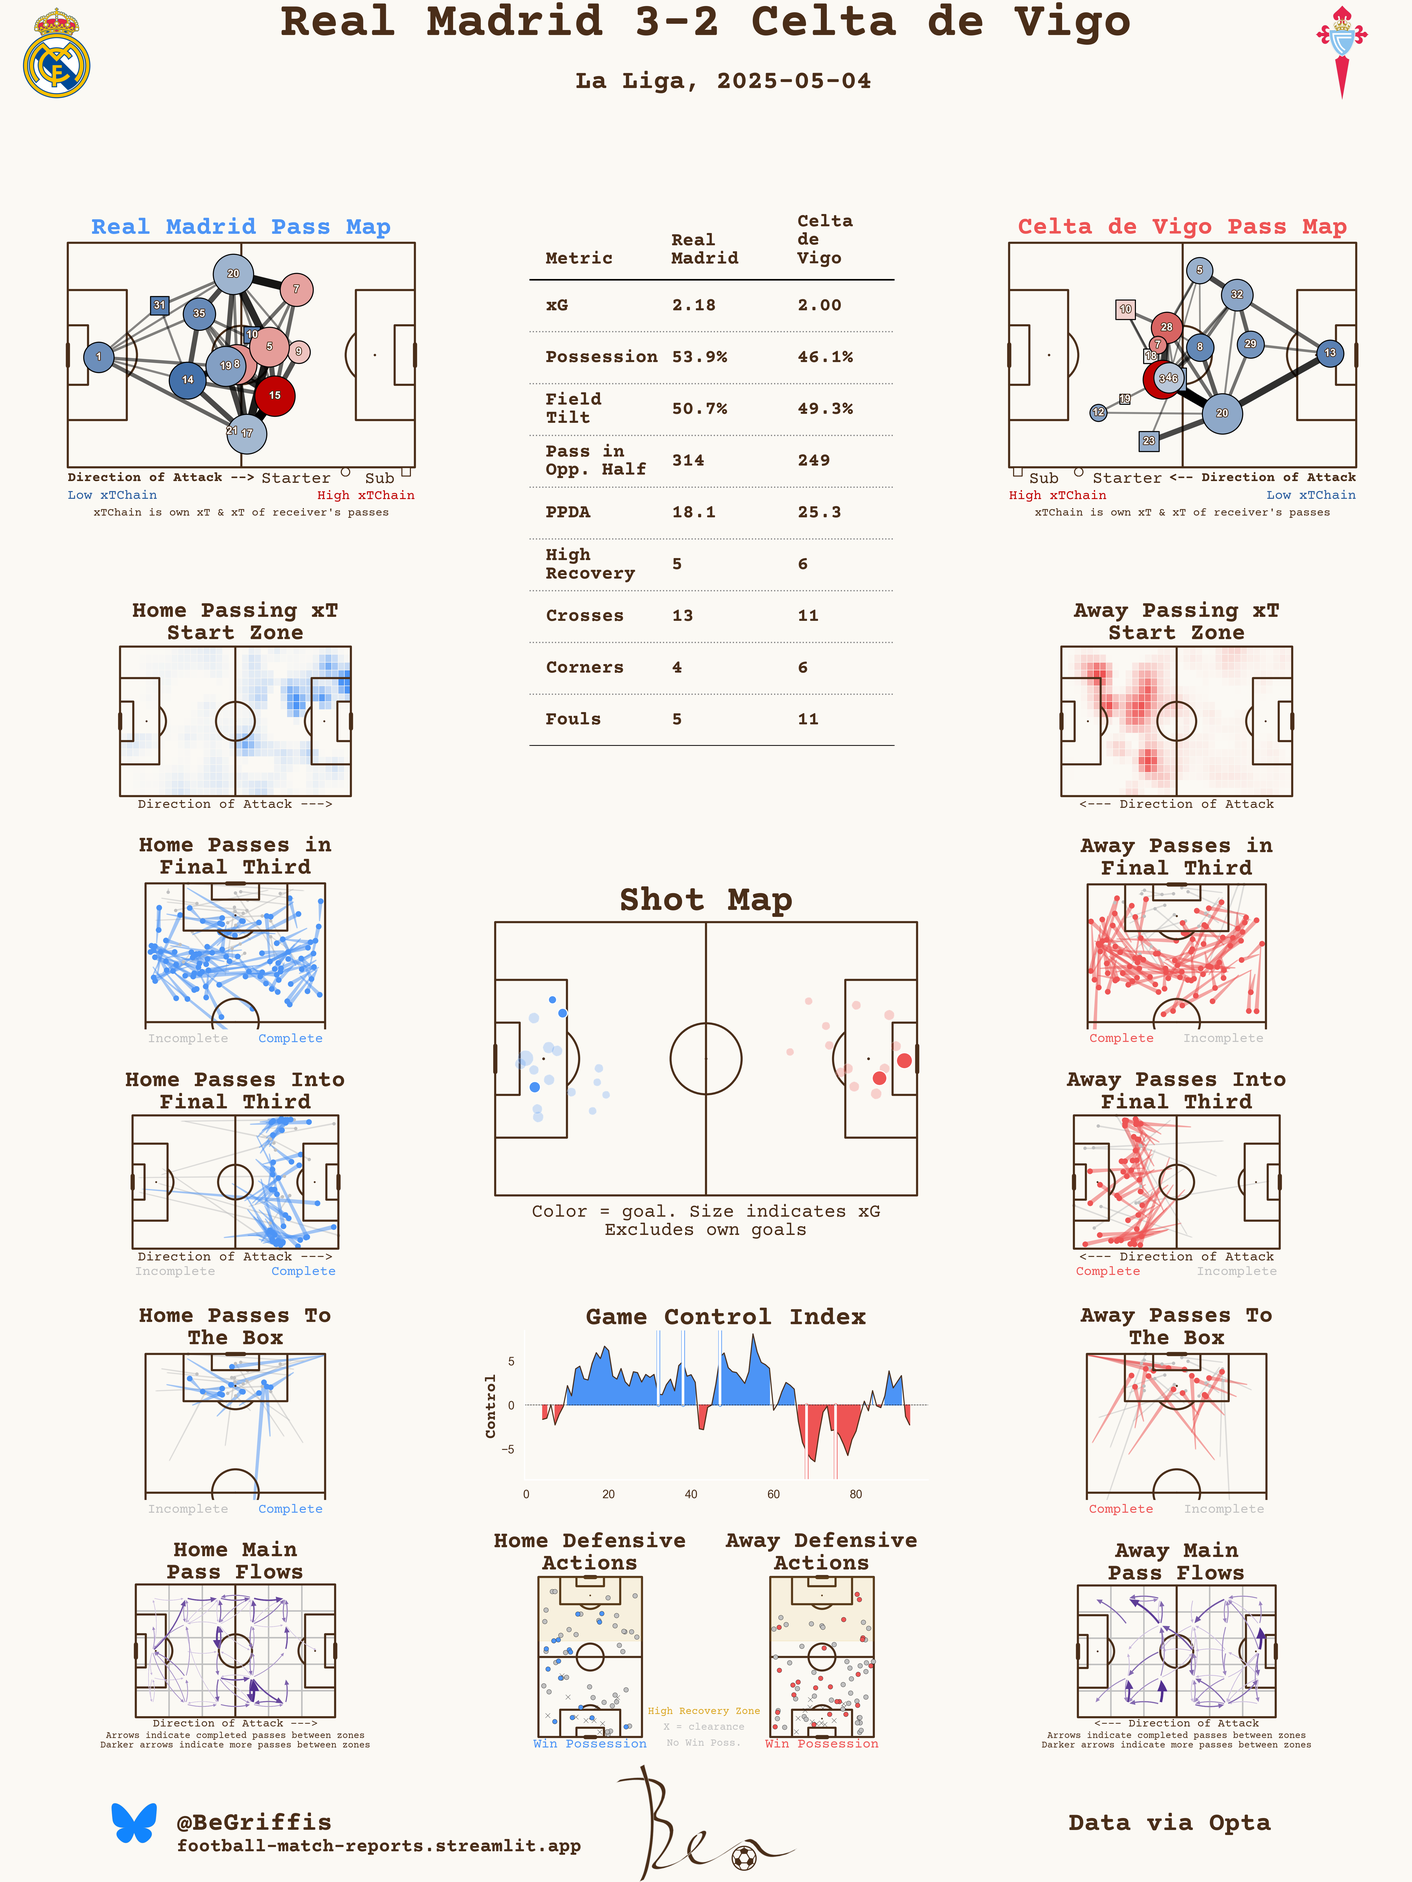 Real Madrid 3-2 Celta de Vigo
La Liga, 2025-05-04
Real Madrid Pass Map
20
7
31
35
10
5
9
1
19
8
14
15
21
17
Direction of Attack --> Starter Sub
Low xTChain High xTChain
xTChain is own xT & xT of receiver's passes
Metric Real Madrid Celta de Vigo
xG 2.18 2.00
Possession 53.9% 46.1%
Field Tilt 50.7% 49.3%
Pass in Opp. Half 314 249
PPDA 18.1 25.3
High Recovery 5 6
Crosses 13 11
Corners 4 6
Fouls 5 11
Celta de Vigo Pass Map
5
32
10
28
7
8
29
18
13
19
12
20
23
Sub Starter <-- Direction of Attack
High xTChain Low xTChain
xTChain is own xT & xT of receiver's passes
Home Passing xT
Start Zone
Direction of Attack --->
Away Passing xT
Start Zone
<--- Direction of Attack
Home Passes in
Final Third
Incomplete Complete
Shot Map
Color = goal. Size indicates xG
Excludes own goals
Away Passes in
Final Third
Complete Incomplete
Home Passes Into
Final Third
Direction of Attack --->
Incomplete Complete
Away Passes Into
Final Third
<--- Direction of Attack
Complete Incomplete
Home Passes To
The Box
Incomplete Complete
Game Control Index
Control
5
0
−5
0 20 40 60 80
Away Passes To
The Box
Complete Incomplete
Home Main
Pass Flows
Direction of Attack --->
Arrows indicate completed passes between zones
Darker arrows indicate more passes between zones
Home Defensive
Actions
Win Possession
High Recovery Zone
X = clearance
No Win Poss.
Away Defensive
Actions
Win Possession
Away Main
Pass Flows
<--- Direction of Attack
Arrows indicate completed passes between zones
Darker arrows indicate more passes between zones
@BeGriffis
football-match-reports.streamlit.app
Ben
Data via Opta